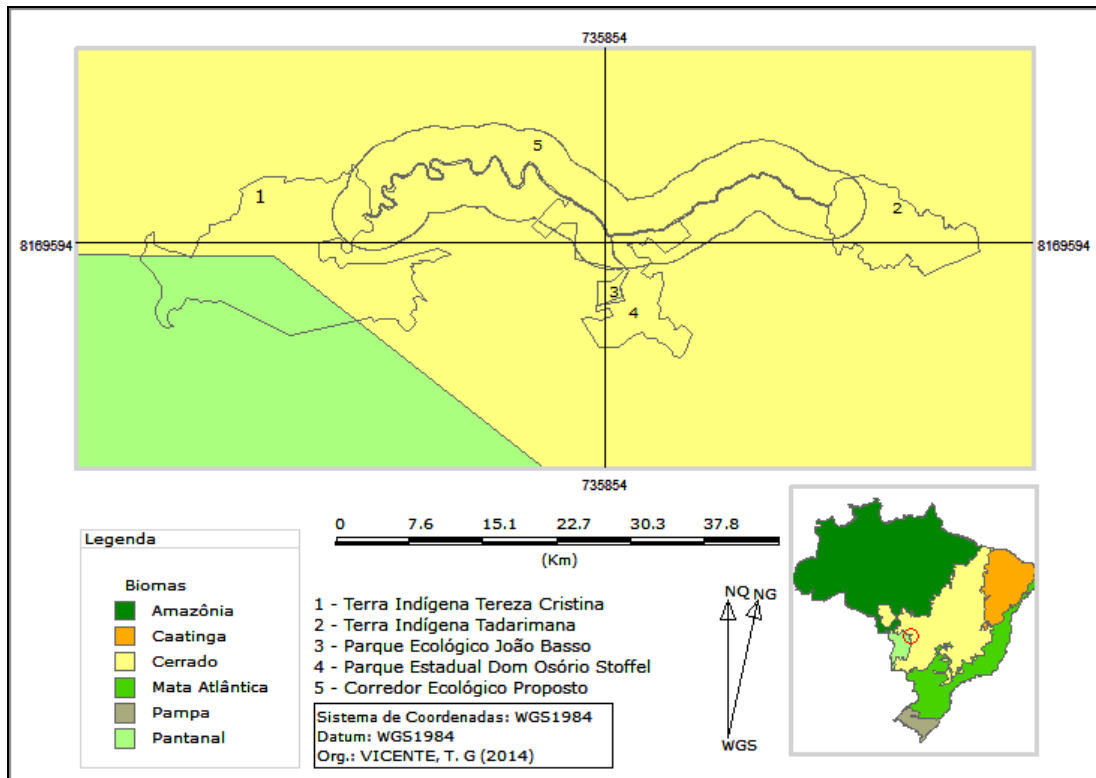 735854
5
1
2
8169594
8169594
3
4
735854
Legenda
Biomas
Amazônia
Caatinga
Cerrado
Mata Atlântica
Pampa
Pantanal
0 7.6 15.1 22.7 30.3 37.8
(Km)
1 - Terra Indígena Tereza Cristina
2 - Terra Indígena Tadarimana
3 - Parque Ecológico João Basso
4 - Parque Estadual Dom Osório Stoffel
5 - Corredor Ecológico Proposto
Sistema de Coordenadas: WGS1984
Datum: WGS1984
Org.: VICENTE, T. G (2014)
NQ NG
WGS